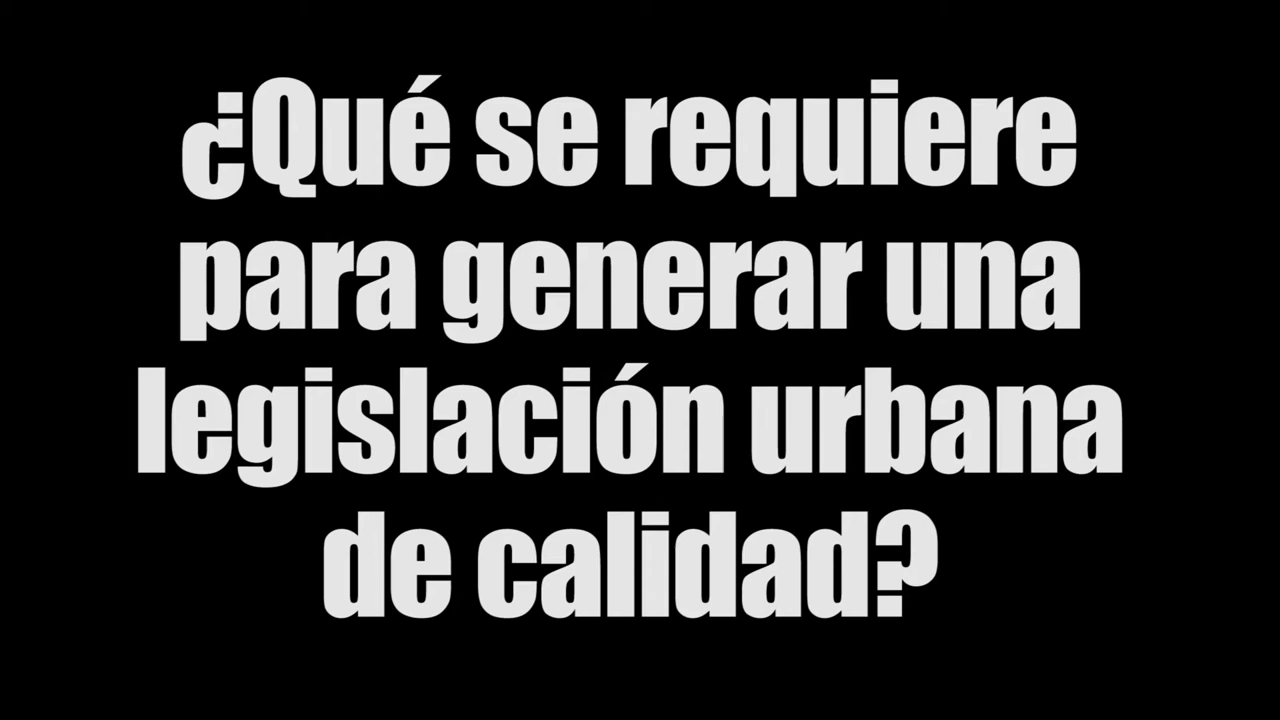 ¿Qué se requiere
para generar una
legislación urbana
de calidad?